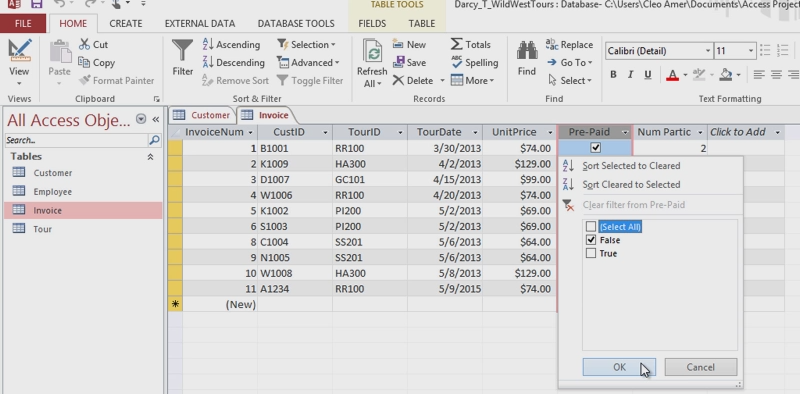 TABLE TOOLS
Darcy_T_WildWestTours : Database- C:\Users\Cleo Amer\Documents\Access Project
FILE HOME CREATE EXTERNAL DATA DATABASE TOOLS FIELDS TABLE
View
Views
Paste
Cut
Copy
Format Painter
Clipboard
Filter
Ascending
Descending
Remove Sort
Selection
Advanced
Toggle Filter
Sort & Filter
Refresh All
New
Save
Delete
Totals
Spelling
More
Records
Find
Replace
Go To
Select
Find
Calibri (Detail) 11
B I U A
Text Formatting
All Access Obje...
Search...
Tables
Customer
Employee
Invoice
Tour
Customer Invoice
InvoiceNum CustID TourID TourDate UnitPrice Pre-Paid Num Partic Click to Add
1 B1001 RR100 3/30/2013 $74.00 2
2 K1009 HA300 4/2/2013 $129.00
3 D1007 GC101 4/15/2013 $99.00
4 W1006 RR100 4/20/2013 $74.00
5 K1002 PI200 5/2/2013 $69.00
6 S1003 PI200 5/2/2013 $69.00
8 C1004 SS201 5/6/2013 $64.00
9 N1005 SS201 5/6/2013 $64.00
10 W1008 HA300 5/8/2013 $129.00
11 A1234 RR100 5/9/2015 $74.00
(New)
Sort Selected to Cleared
Sort Cleared to Selected
Clear filter from Pre-Paid
(Select All)
False
True
OK Cancel